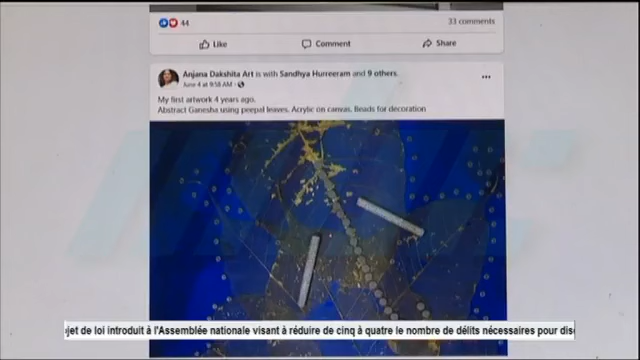 44
33 comments
Like Comment Share
Anjana Dakshita Art is with Sandhya Hurreeram and 9 others.
June 4 at 9:58 AM
My first artwork 4 years ago.
Abstract Ganesha using peepal leaves. Acrylic on canvas. Beads for decoration
jet de loi introduit à l'Assemblée nationale visant à réduire de cinq à quatre le nombre de délits nécessaires pour